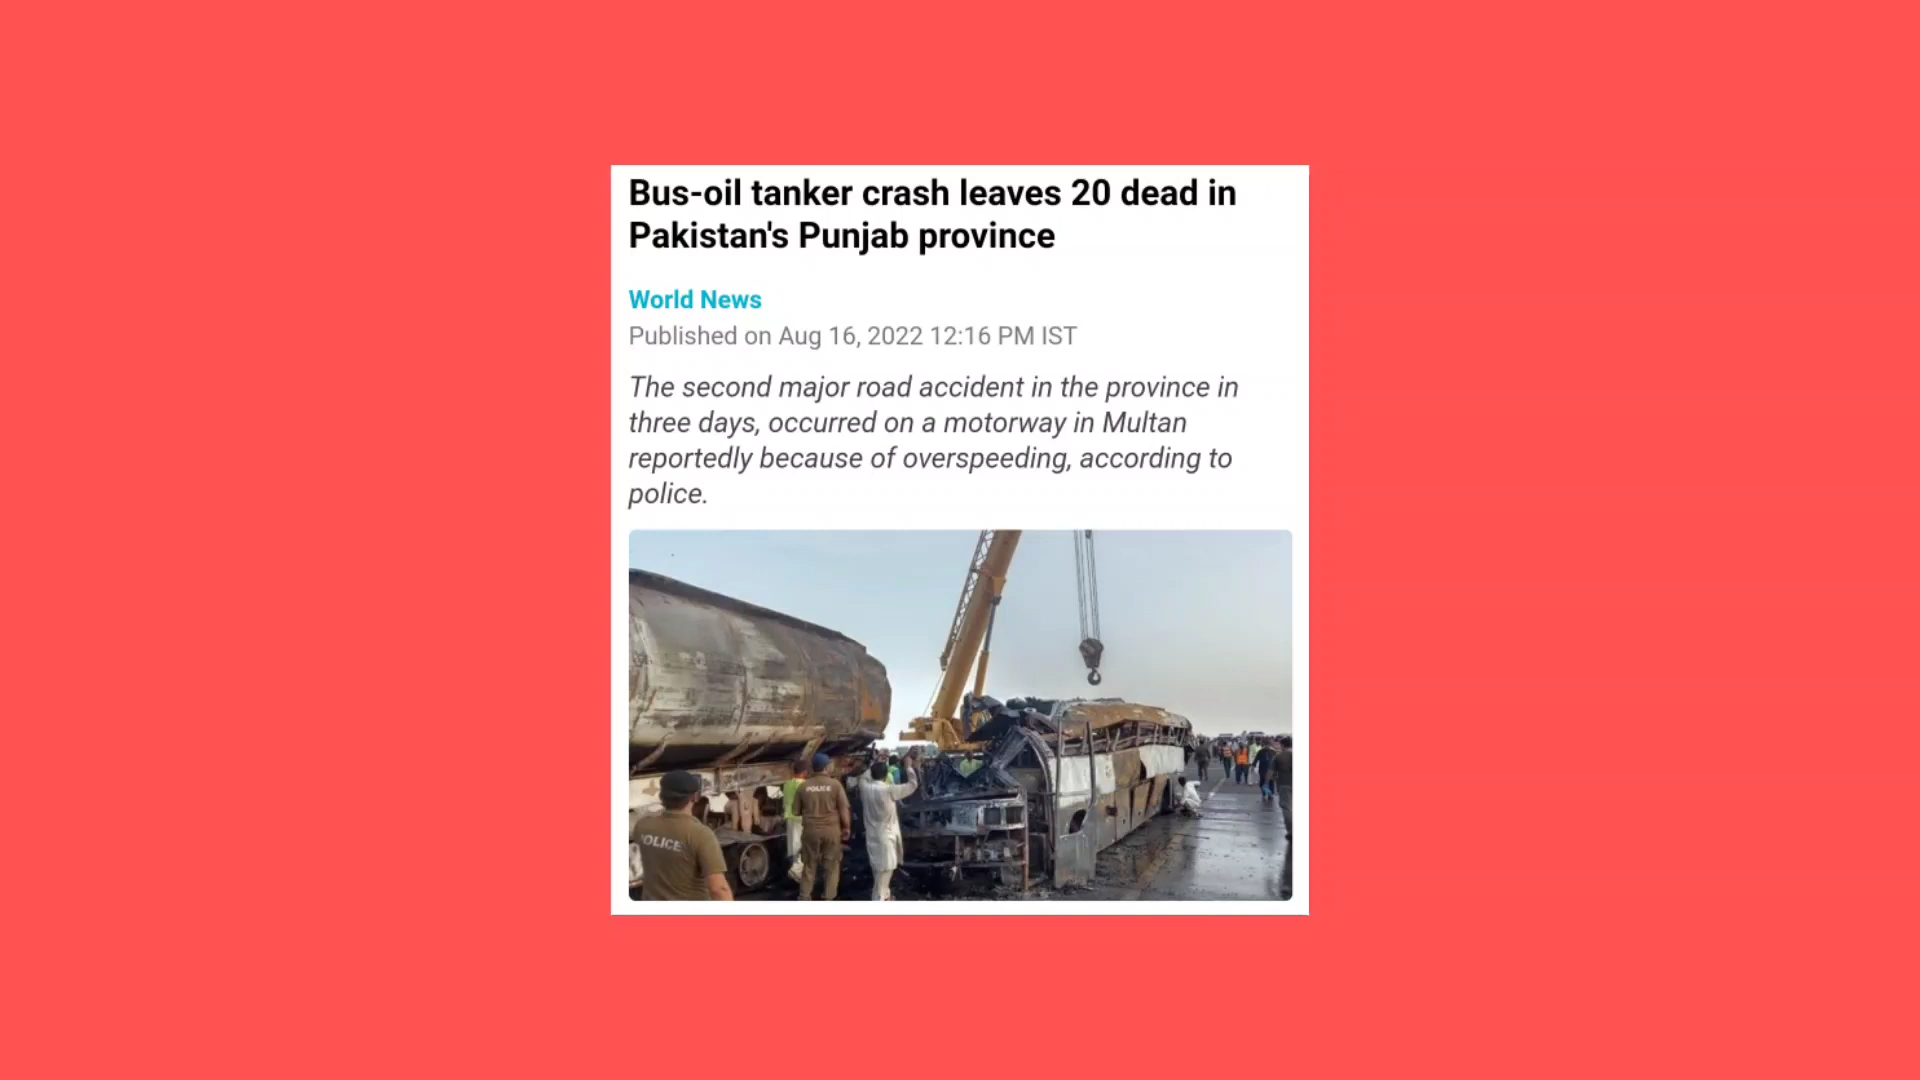 Bus-oil tanker crash leaves 20 dead in
Pakistan's Punjab province
World News
Published on Aug 16, 2022 12:16 PM IST
The second major road accident in the province in
three days, occurred on a motorway in Multan
reportedly because of overspeeding, according to
police.
POLICE
POLICE